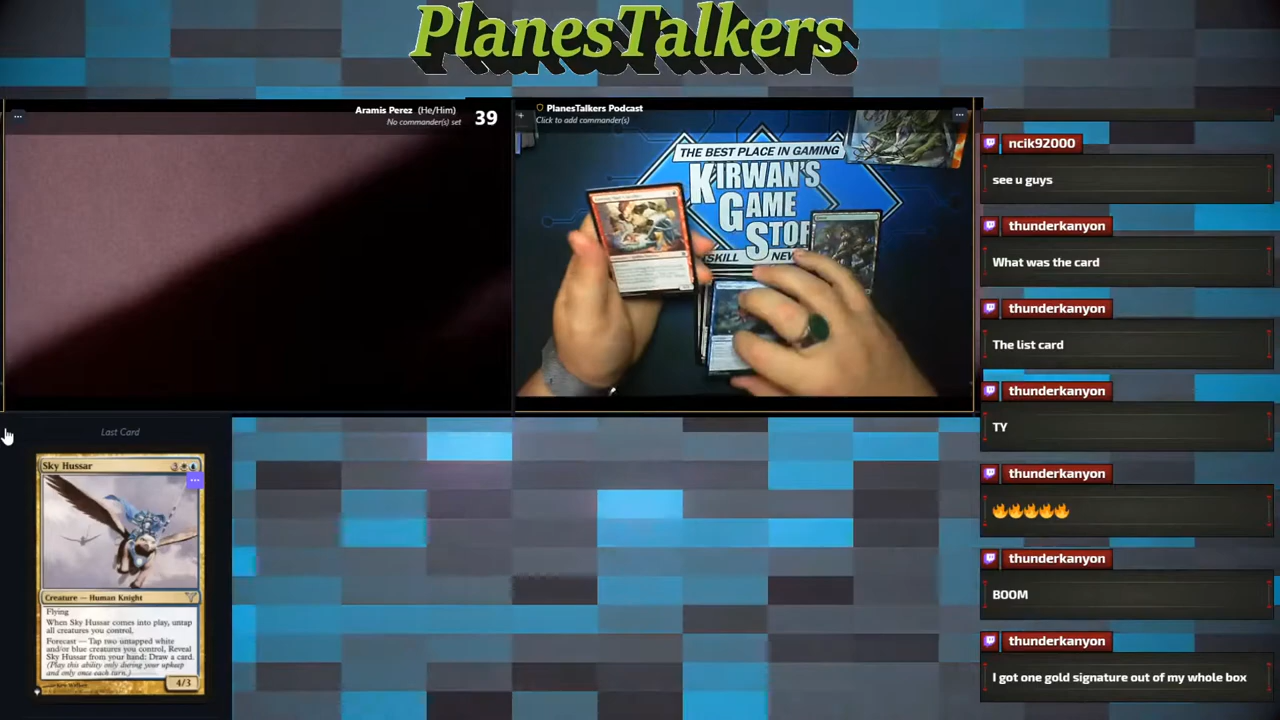 PlanesTalkers
Aramis Perez (He/Him)
No commander(s) set
39
PlanesTalkers Podcast
Click to add commander(s)
THE BEST PLACE IN GAMING
KIRWAN'S
GAME
STO
SKILL NEV
Last Card
Sky Hussar
3
Creature — Human Knight
Flying
When Sky Hussar comes into play, untap
all creatures you control.
Forecast — Tap two untapped white
and/or blue creatures you control, Reveal
Sky Hussar from your hand: Draw a card.
(Play this ability only during your upkeep
and only once each turn.)
4/3
ncik92000
see u guys
thunderkanyon
What was the card
thunderkanyon
The list card
thunderkanyon
TY
thunderkanyon
🔥🔥🔥🔥🔥
thunderkanyon
BOOM
thunderkanyon
I got one gold signature out of my whole box